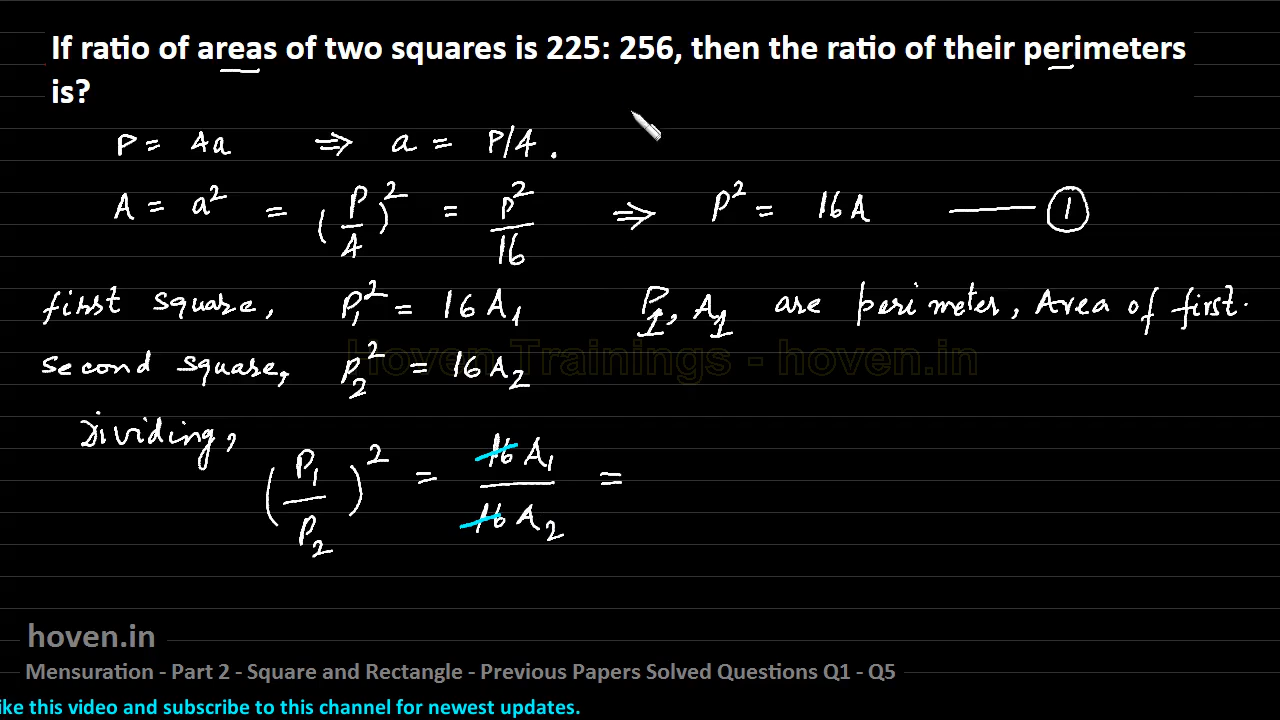 If ratio of areas of two squares is 225: 256, then the ratio of their perimeters
is?
P = 4a ⇒ a = P/4.
A = a² = (P/4)² = P²/16 ⇒ P² = 16A —— ①
first square, P₁² = 16A₁ P₁, A₁ are perimeter, Area of first.
second square, P₂² = 16A₂
Hoven Trainings - hoven.in
Dividing,
(P₁/P₂)² = 16A₁/16A₂ =
hoven.in
Mensuration - Part 2 - Square and Rectangle - Previous Papers Solved Questions Q1 - Q5
ike this video and subscribe to this channel for newest updates.